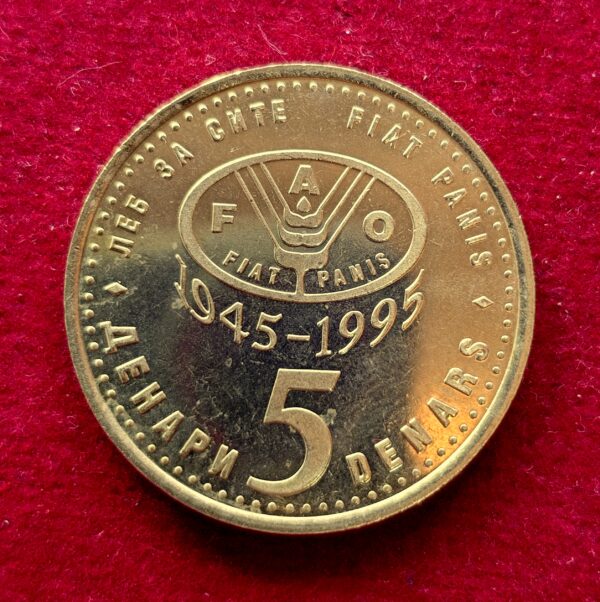 ЛЕБ ЗА СИТЕ FIAT PANIS
F A O
FIAT PANIS
1945-1995
5
ДЕНАРИ DENARS